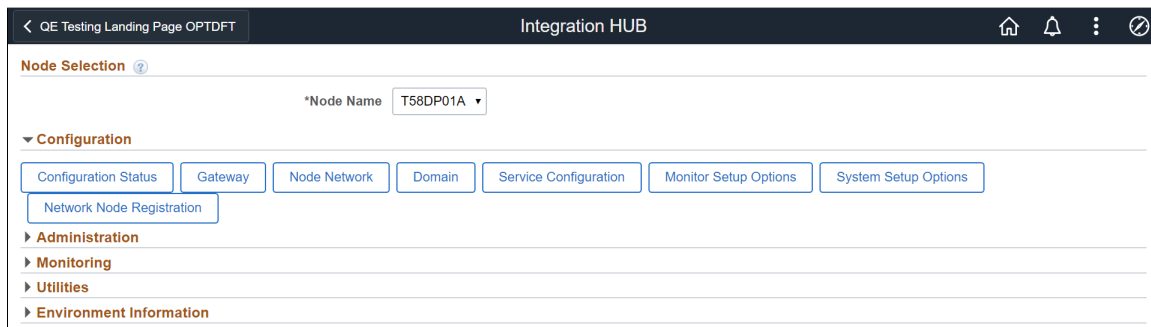 QE Testing Landing Page OPTDFT Integration HUB
Node Selection ?
*Node Name T58DP01A
Configuration
Configuration Status Gateway Node Network Domain Service Configuration Monitor Setup Options System Setup Options
Network Node Registration
Administration
Monitoring
Utilities
Environment Information